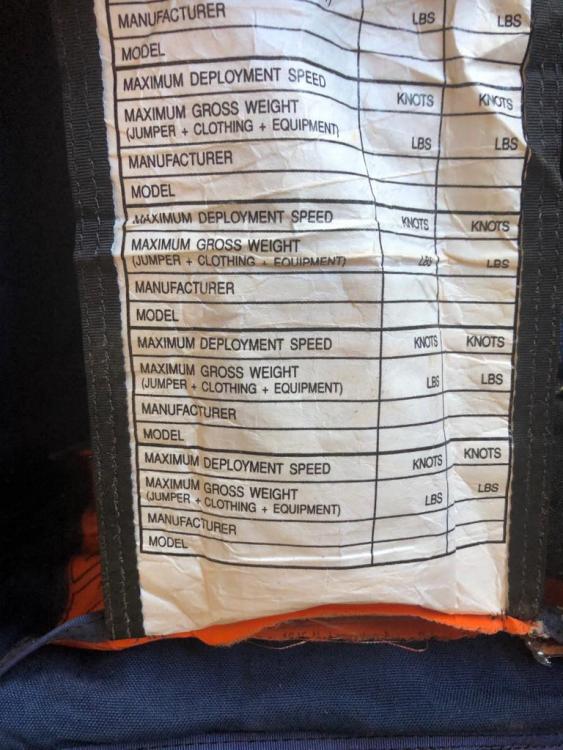 MANUFACTURER LBS LBS
MODEL
MAXIMUM DEPLOYMENT SPEED KNOTS KNOTS
MAXIMUM GROSS WEIGHT
(JUMPER + CLOTHING + EQUIPMENT) LBS LBS
MANUFACTURER
MODEL
MAXIMUM DEPLOYMENT SPEED KNOTS KNOTS
MAXIMUM GROSS WEIGHT
(JUMPER + CLOTHING + EQUIPMENT) LBS LBS
MANUFACTURER
MODEL
MAXIMUM DEPLOYMENT SPEED KNOTS KNOTS
MAXIMUM GROSS WEIGHT
(JUMPER + CLOTHING + EQUIPMENT) LBS LBS
MANUFACTURER
MODEL
MAXIMUM DEPLOYMENT SPEED KNOTS KNOTS
MAXIMUM GROSS WEIGHT
(JUMPER + CLOTHING + EQUIPMENT) LBS LBS
MANUFACTURER
MODEL